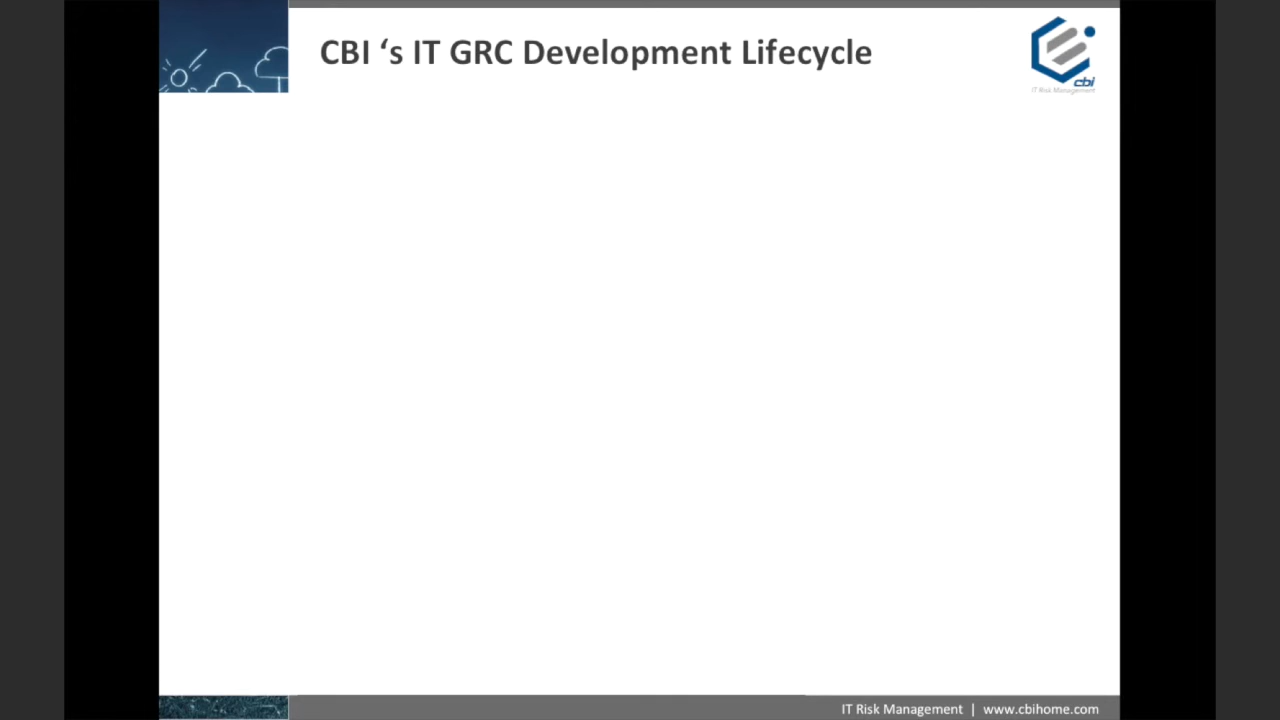 CBI ‘s IT GRC Development Lifecycle
cbi
IT Risk Management
IT Risk Management | www.cbihome.com